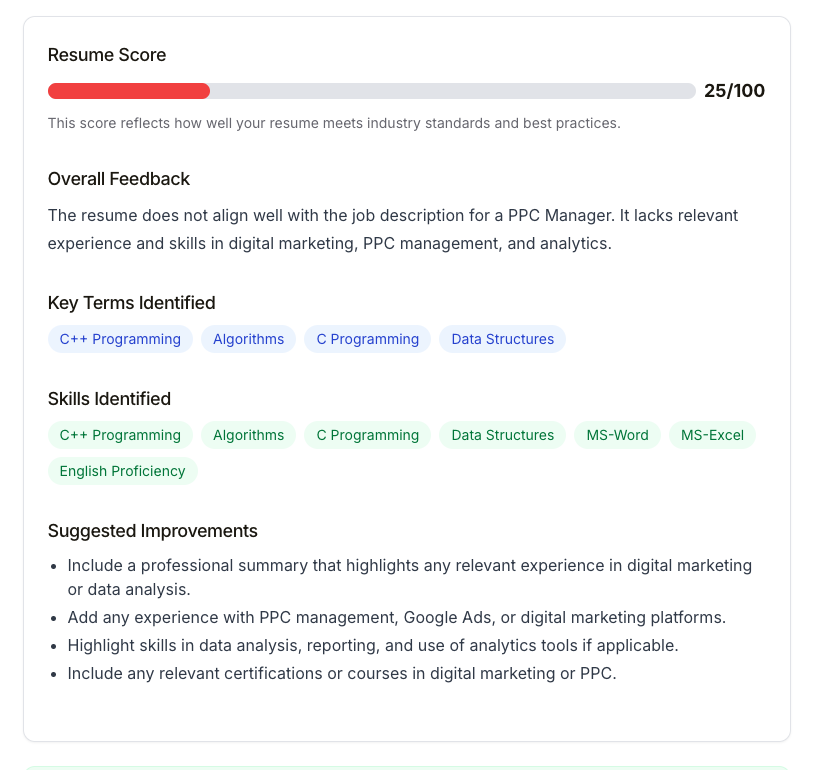 Resume Score
25/100
This score reflects how well your resume meets industry standards and best practices.
Overall Feedback
The resume does not align well with the job description for a PPC Manager. It lacks relevant
experience and skills in digital marketing, PPC management, and analytics.
Key Terms Identified
C++ Programming Algorithms C Programming Data Structures
Skills Identified
C++ Programming Algorithms C Programming Data Structures MS-Word MS-Excel
English Proficiency
Suggested Improvements
• Include a professional summary that highlights any relevant experience in digital marketing
or data analysis.
• Add any experience with PPC management, Google Ads, or digital marketing platforms.
• Highlight skills in data analysis, reporting, and use of analytics tools if applicable.
• Include any relevant certifications or courses in digital marketing or PPC.